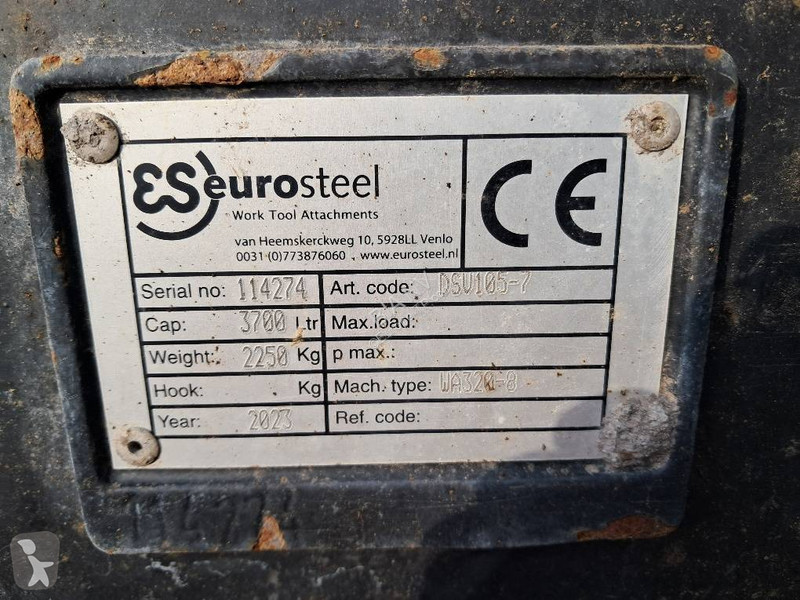 ES eurosteel
Work Tool Attachments
van Heemskerckweg 10, 5928LL Venlo
0031 (0)773876060 . www.eurosteel.nl
CE
Serial no: 114274 Art. code: DSV105-7
Cap: 3700 Ltr Max.load:
Weight: 2250 Kg p max.:
Hook: Kg Mach. type: WA320-8
Year: 2023 Ref. code: